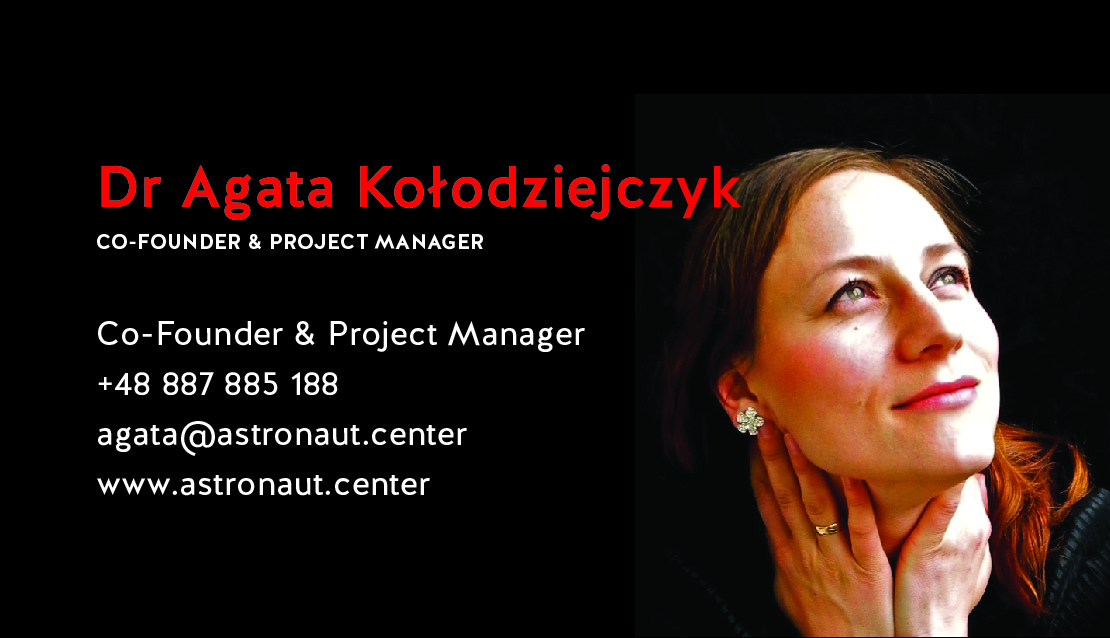 Dr Agata Kołodziejczyk
CO-FOUNDER & PROJECT MANAGER
Co-Founder & Project Manager
+48 887 885 188
agata@astronaut.center
www.astronaut.center